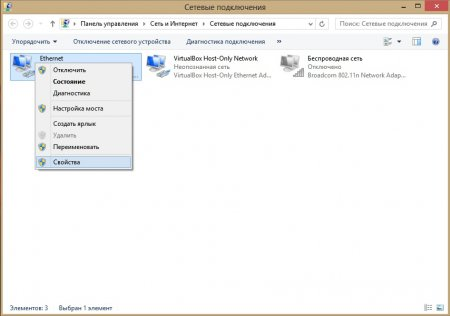 Сетевые подключения
Панель управления
Сеть и Интернет
Сетевые подключения
Поиск: Сетевые подключения
Упорядочить
Отключение сетевого устройства
Диагностика подключения
»
Ethernet
Отключить
Состояние
Диагностика
Настройка моста
Создать ярлык
Удалить
Переименовать
Свойства
VirtualBox Host-Only Network
Неопознанная сеть
VirtualBox Host-Only Ethernet Ad...
Беспроводная сеть
Отключено
Broadcom 802.11n Network Adap...
Элементов: 3
Выбран 1 элемент